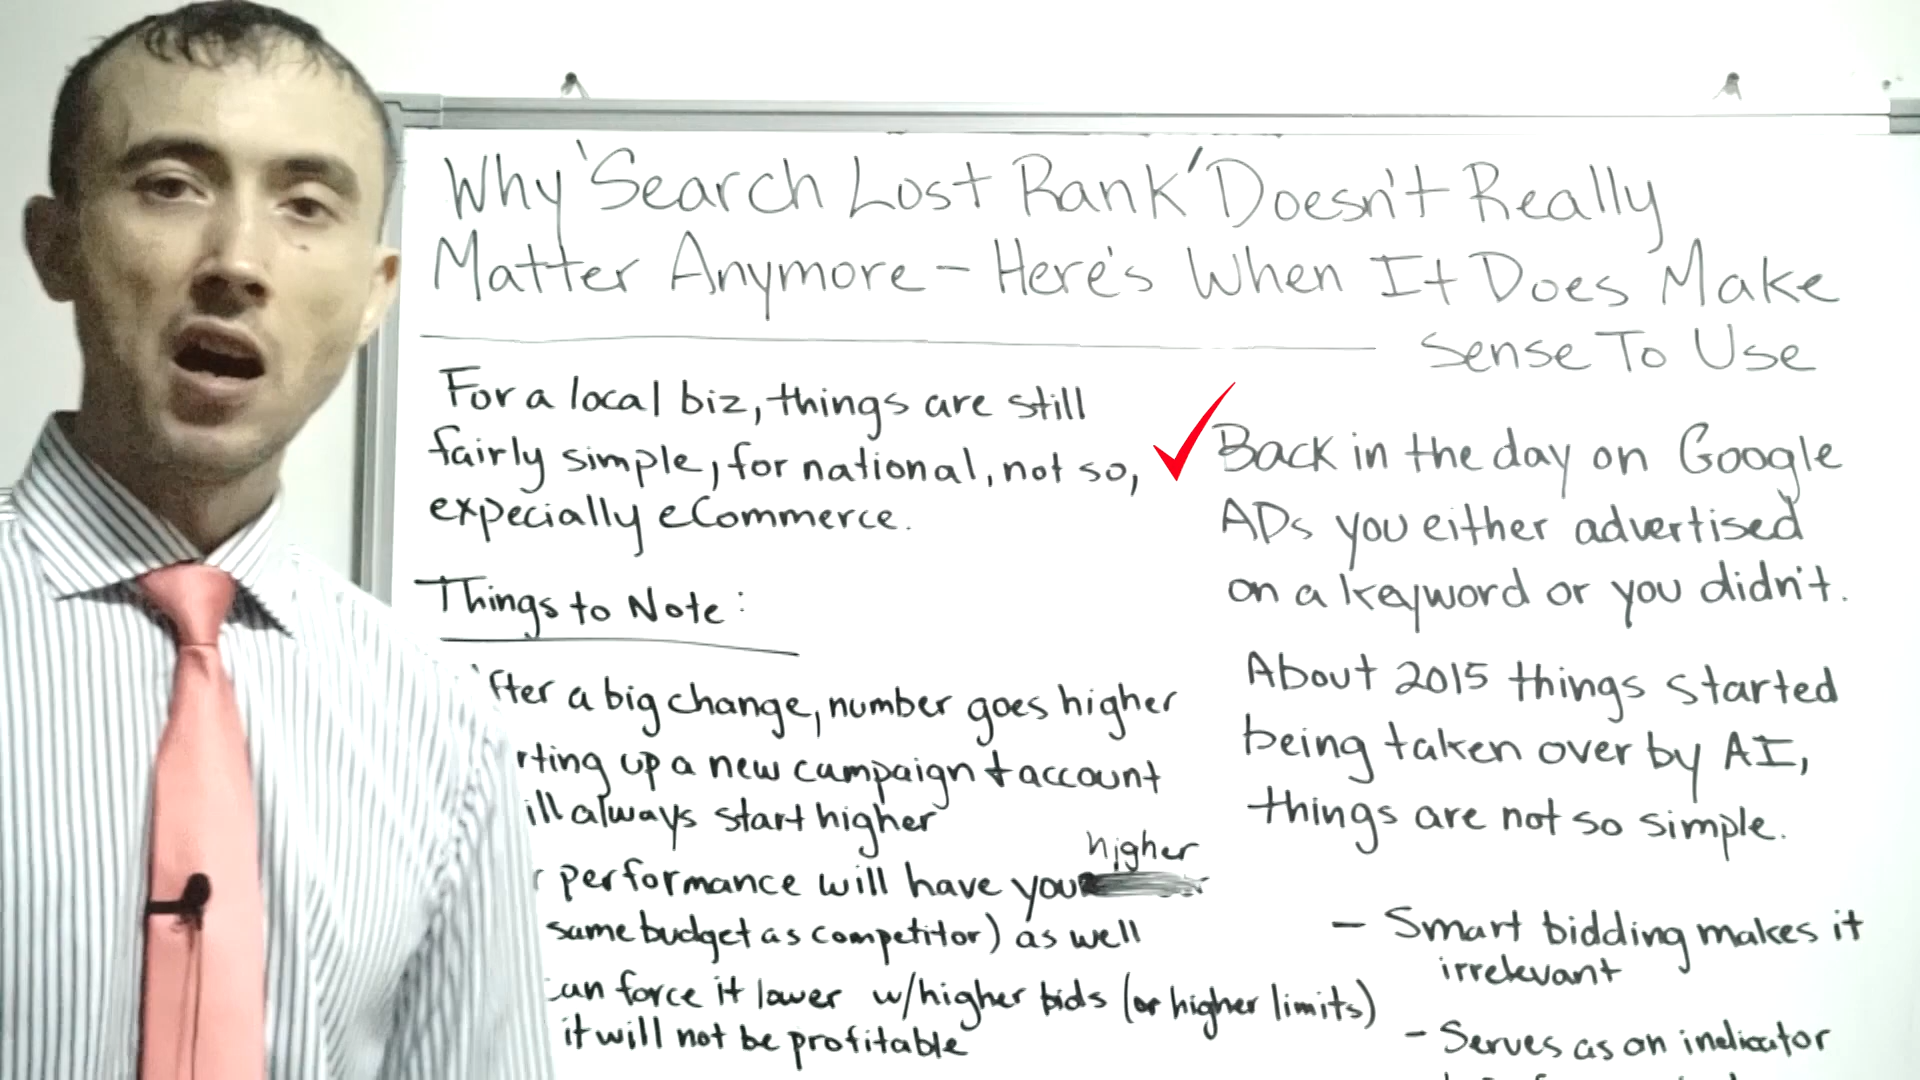 Why 'Search Lost Rank' Doesn't Really
Matter Anymore - Here's When It Does Make
Sense To Use
For a local biz, things are still
fairly simple, for national, not so,
expecially eCommerce.
Things to Note:
fter a big change, number goes higher
rting up a new campaign + account
ill always start higher
higher
r performance will have you
same budget as competitor) as well
an force it lower w/higher bids (or higher limits)
it will not be profitable
Back in the day on Google
ADs you either advertised
on a keyword or you didn't.
About 2015 things started
being taken over by AI,
things are not so simple.
- Smart bidding makes it
irrelevant
- Serves as an indicator